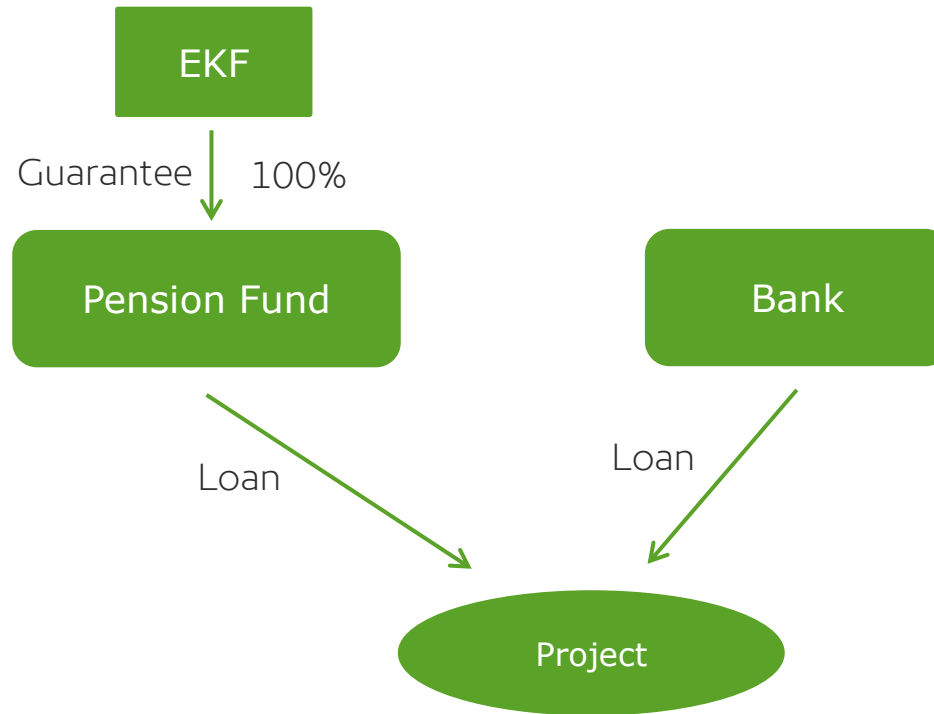 EKF
Guarantee 100%
Pension Fund
Bank
Loan
Loan
Project